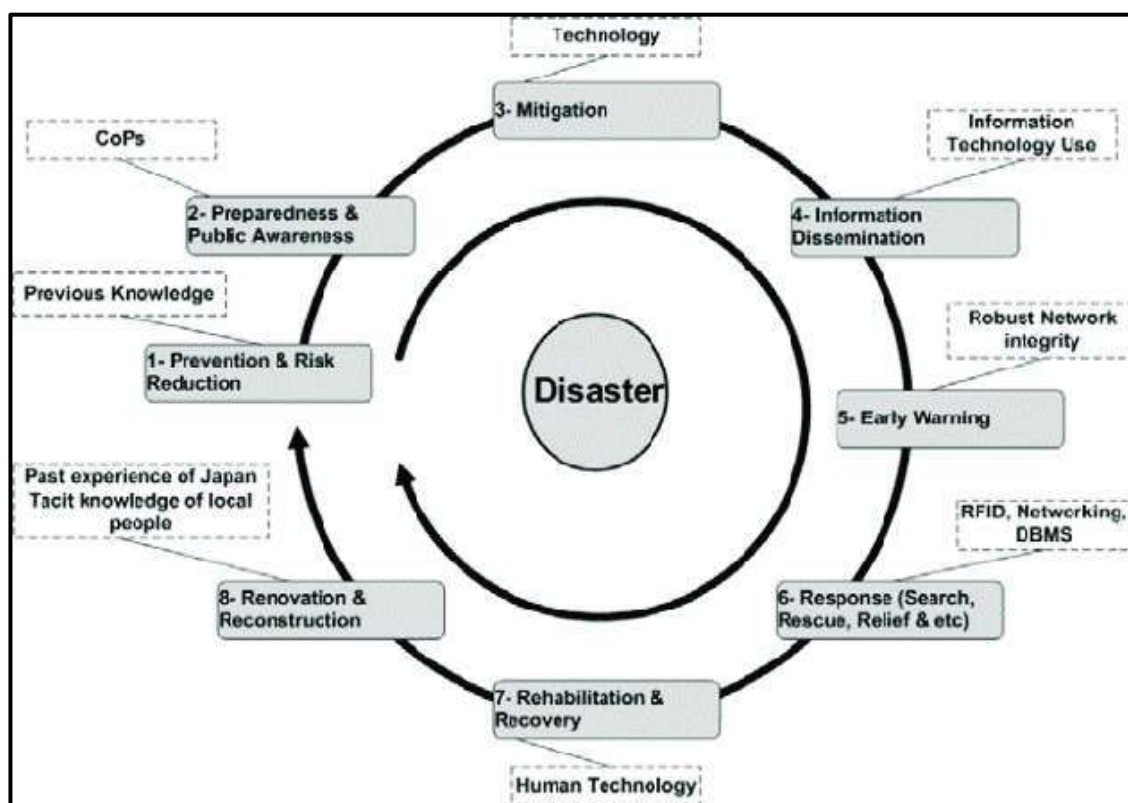 Technology
3- Mitigation
CoPs
Information
Technology Use
2- Preparedness &
Public Awareness
4- Information
Dissemination
Previous Knowledge
Robust Network
integrity
1- Prevention & Risk
Reduction
Disaster
5- Early Warning
Past experience of Japan
Tacit knowledge of local
people
RFID, Networking,
DBMS
8- Renovation &
Reconstruction
6- Response (Search,
Rescue, Relief & etc)
7- Rehabilitation &
Recovery
Human Technology